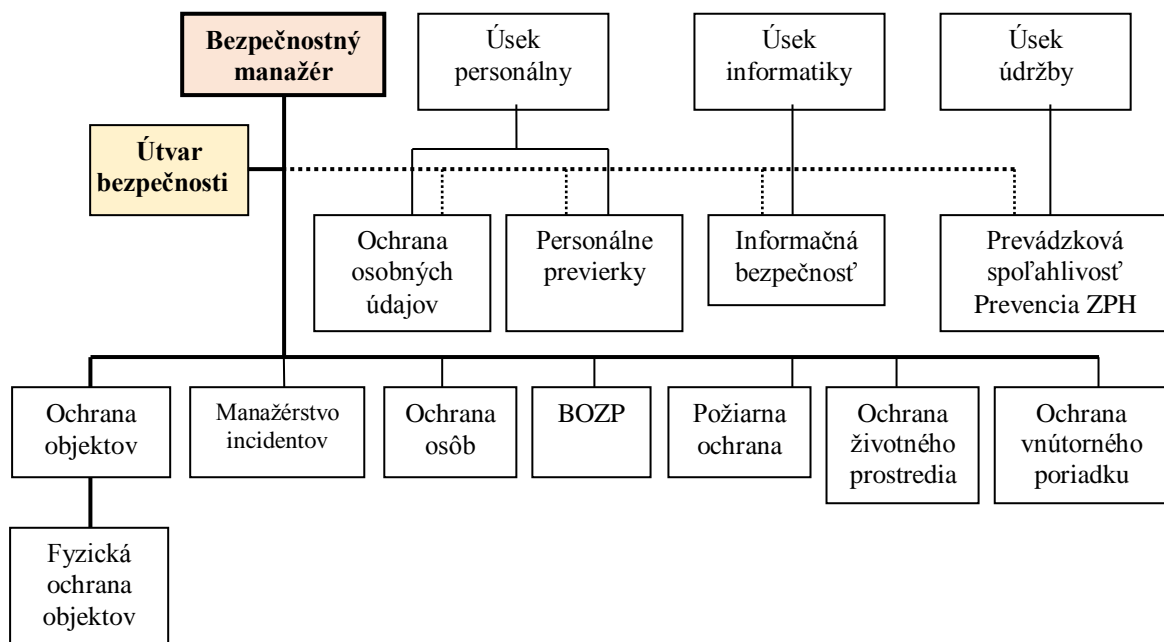 Bezpečnostný
manažér
Úsek
personálny
Úsek
informatiky
Úsek
údržby
Útvar
bezpečnosti
Ochrana
osobných
údajov
Personálne
previerky
Informačná
bezpečnosť
Prevádzková
spoľahlivosť
Prevencia ZPH
Ochrana
objektov
Manažérstvo
incidentov
Ochrana
osôb
BOZP
Požiarna
ochrana
Ochrana
životného
prostredia
Ochrana
vnútorného
poriadku
Fyzická
ochrana
objektov